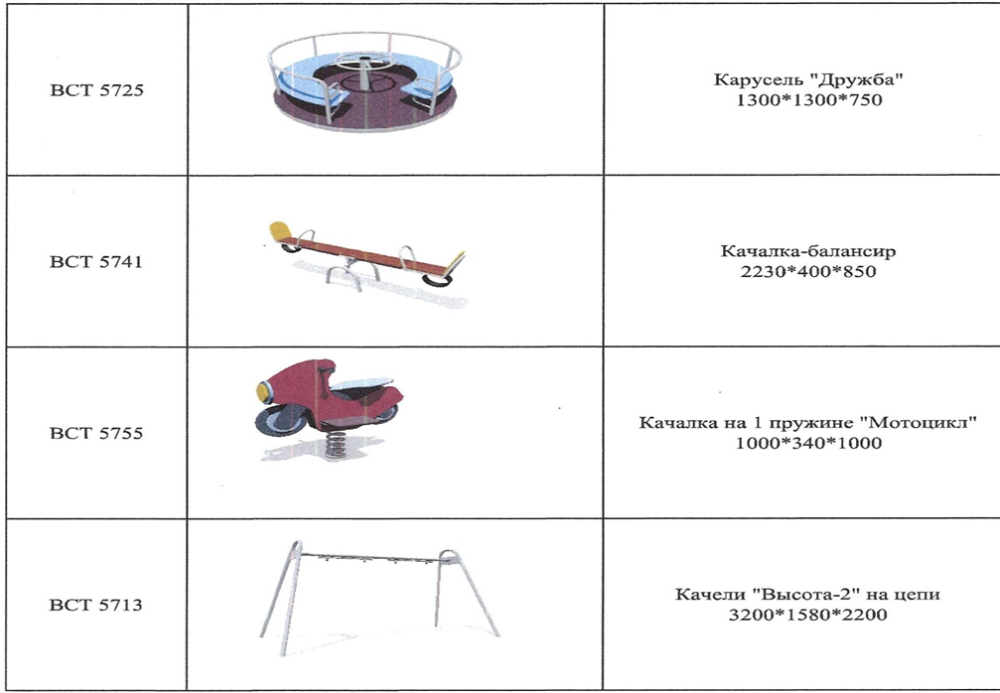 ВСТ 5725
Карусель "Дружба"
1300*1300*750
ВСТ 5741
Качалка-балансир
2230*400*850
ВСТ 5755
Качалка на 1 пружине "Мотоцикл"
1000*340*1000
ВСТ 5713
Качели "Высота-2" на цепи
3200*1580*2200